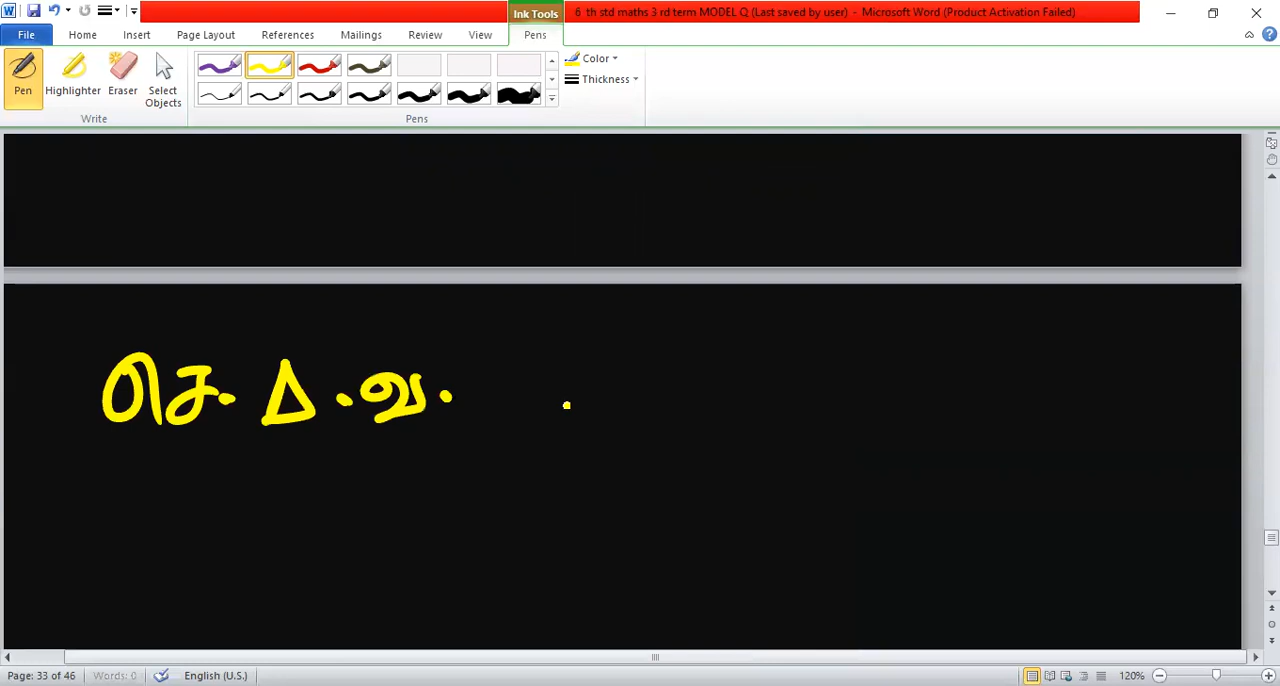 6 th std maths 3 rd term MODEL Q (Last saved by user) - Microsoft Word (Product Activation Failed)
Ink Tools
File Home Insert Page Layout References Mailings Review View Pens
Pen Highlighter Eraser Select Objects
Color
Thickness
Write Pens
செ. Δ .வ. .
Page: 33 of 46 Words: 0 English (U.S.) 120%